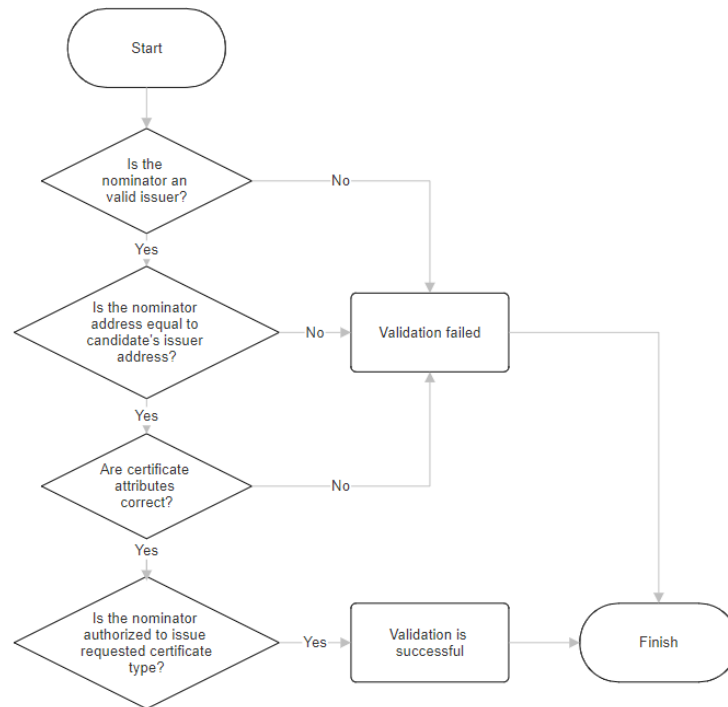 Start
Is the
nominator an
valid issuer?
No
Yes
Is the nominator
address equal to
candidate's issuer
address?
No
Validation failed
Yes
Are certificate
attributes
correct?
No
Yes
Is the nominator
authorized to issue
requested certificate
type?
Yes
Validation is
successful
Finish